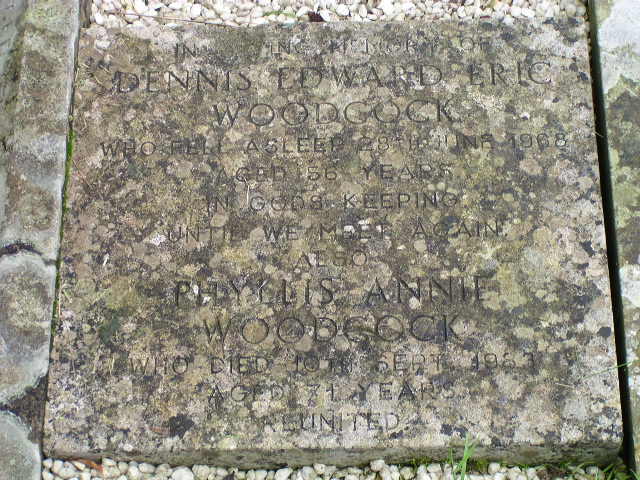 IN LOVING MEMORY OF
DENNIS EDWARD ERIC
WOODCOCK
WHO FELL ASLEEP 28TH JUNE 1968
AGED 56 YEARS
IN GODS KEEPING
UNTIL WE MEET AGAIN
ALSO
PHYLLIS ANNIE
WOODCOCK
WHO DIED 10TH SEPT.
AGED 71 YEARS
REUNITED